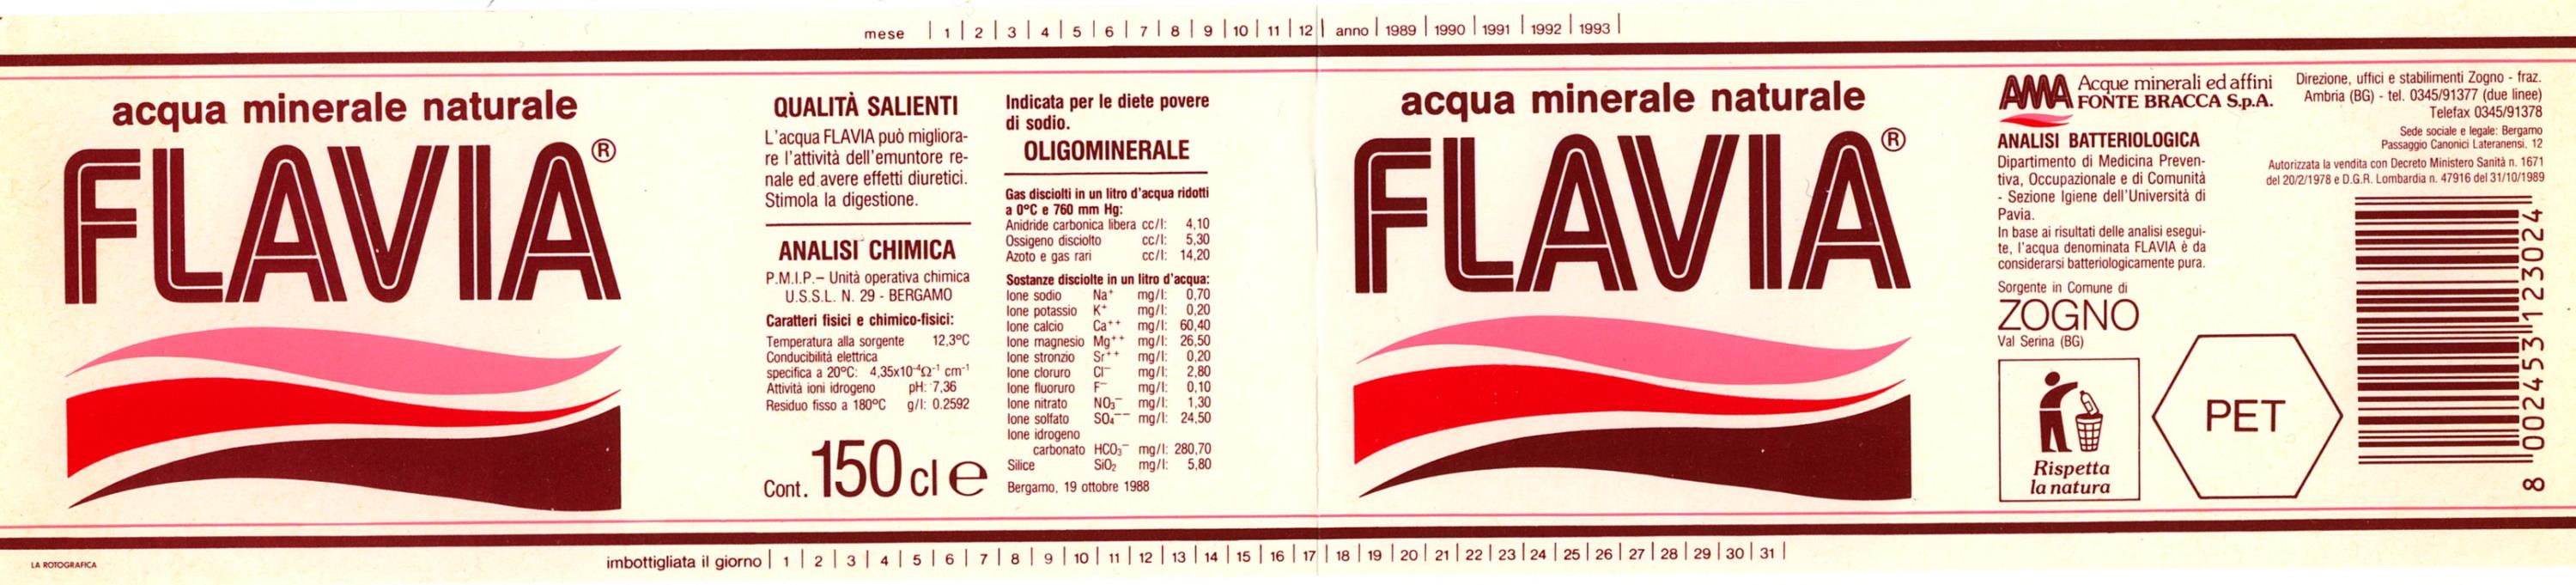 mese | 1 | 2 | 3 | 4 | 5 | 6 | 7 | 8 | 9 | 10 | 11 | 12 | anno | 1989 | 1990 | 1991 | 1992 | 1993 |
acqua minerale naturale
FLAVIA®
QUALITÀ SALIENTI
L'acqua FLAVIA può migliora-
re l'attività dell'emuntore re-
nale ed avere effetti diuretici.
Stimola la digestione.
ANALISI CHIMICA
P.M.I.P.– Unità operativa chimica
U.S.S.L. N. 29 - BERGAMO
Caratteri fisici e chimico-fisici:
Temperatura alla sorgente 12,3°C
Conducibilità elettrica
specifica a 20°C: 4,35x10⁻⁴Ω⁻¹ cm⁻¹
Attività ioni idrogeno pH: 7,36
Residuo fisso a 180°C g/l: 0.2592
Cont. 150 cl e
Indicata per le diete povere
di sodio.
OLIGOMINERALE
Gas disciolti in un litro d'acqua ridotti
a 0°C e 760 mm Hg:
Anidride carbonica libera cc/l: 4,10
Ossigeno disciolto cc/l: 5,30
Azoto e gas rari cc/l: 14,20
Sostanze disciolte in un litro d'acqua:
Ione sodio Na⁺ mg/l: 0,70
Ione potassio K⁺ mg/l: 0,20
Ione calcio Ca⁺⁺ mg/l: 60,40
Ione magnesio Mg⁺⁺ mg/l: 26,50
Ione stronzio Sr⁺⁺ mg/l: 0,20
Ione cloruro Cl⁻ mg/l: 2,80
Ione fluoruro F⁻ mg/l: 0,10
Ione nitrato NO₃⁻ mg/l: 1,30
Ione solfato SO₄⁻⁻ mg/l: 24,50
Ione idrogeno
carbonato HCO₃⁻ mg/l: 280,70
Silice SiO₂ mg/l: 5,80
Bergamo, 19 ottobre 1988
acqua minerale naturale
FLAVIA®
AMA Acque minerali ed affini
FONTE BRACCA S.p.A.
ANALISI BATTERIOLOGICA
Dipartimento di Medicina Preven-
tiva, Occupazionale e di Comunità
- Sezione Igiene dell'Università di
Pavia.
In base ai risultati delle analisi esegui-
te, l'acqua denominata FLAVIA è da
considerarsi batteriologicamente pura.
Sorgente in Comune di
ZOGNO
Val Serina (BG)
Rispetta
la natura
PET
Direzione, uffici e stabilimenti Zogno - fraz.
Ambria (BG) - tel. 0345/91377 (due linee)
Telefax 0345/91378
Sede sociale e legale: Bergamo
Passaggio Canonici Lateranensi, 12
Autorizzata la vendita con Decreto Ministero Sanità n. 1671
del 20/2/1978 e D.G.R. Lombardia n. 47916 del 31/10/1989
8 002453 123024
LA ROTOGRAFICA
imbottigliata il giorno | 1 | 2 | 3 | 4 | 5 | 6 | 7 | 8 | 9 | 10 | 11 | 12 | 13 | 14 | 15 | 16 | 17 | 18 | 19 | 20 | 21 | 22 | 23 | 24 | 25 | 26 | 27 | 28 | 29 | 30 | 31 |